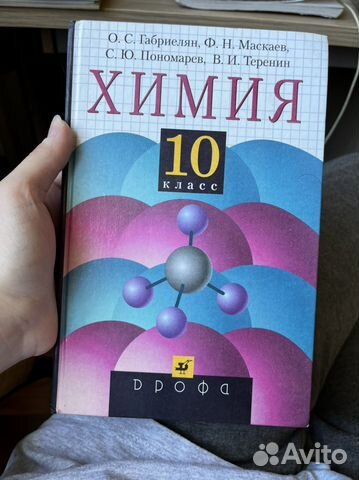 О. С. Габриелян, Ф. Н. Маскаев,
С. Ю. Пономарев, В. И. Теренин
ХИМИЯ
10
класс
ДРОФА
Avito